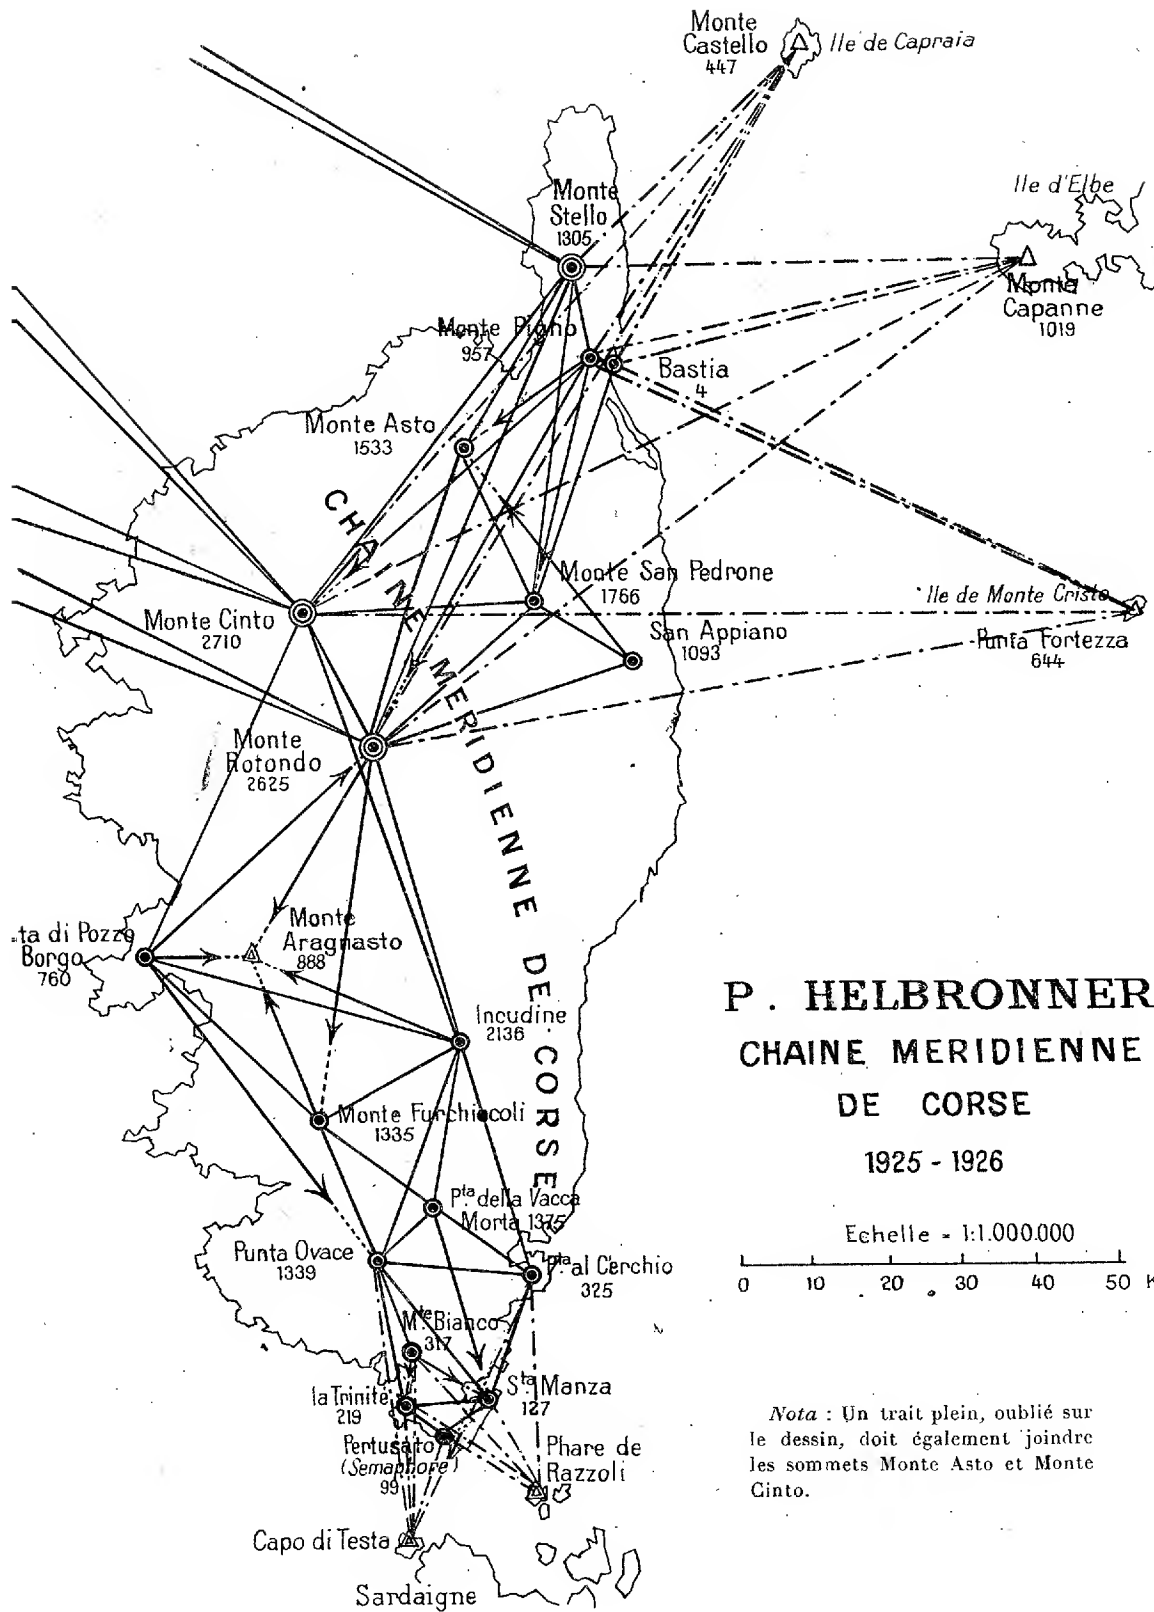 Monte
Castello
447
Ile de Capraia
Ile d'Elbe
Monte
Stello
1305
Monte
Capanne
1019
Monte Pigno
957
Bastia
4
Monte Asto
1533
Monte San Pedrone
1766
Ile de Monte Cristo
Monte Cinto
2710
San Appiano
1093
Punta Fortezza
644
Monte
Rotondo
2625
CHAINE MERIDIENNE DE CORSE
Monte
Aragnasto
888
.ta di Pozzo
Borgo
760
Incudine
2136
Monte Furchiccoli
1335
Pta. della Vacca
Morta 1375
Punta Ovace
1339
Pta. al Cerchio
325
Mte. Bianco
317
la Trinité
219
Sta. Manza
127
Pertusato
(Semaphore)
99
Phare de
Razzoli
Capo di Testa
Sardaigne
P. HELBRONNER
CHAINE MERIDIENNE
DE CORSE
1925 - 1926
Echelle = 1:1.000.000
0 10 20 30 40 50 K
Nota : Un trait plein, oublié sur
le dessin, doit également joindre
les sommets Monte Asto et Monte
Cinto.